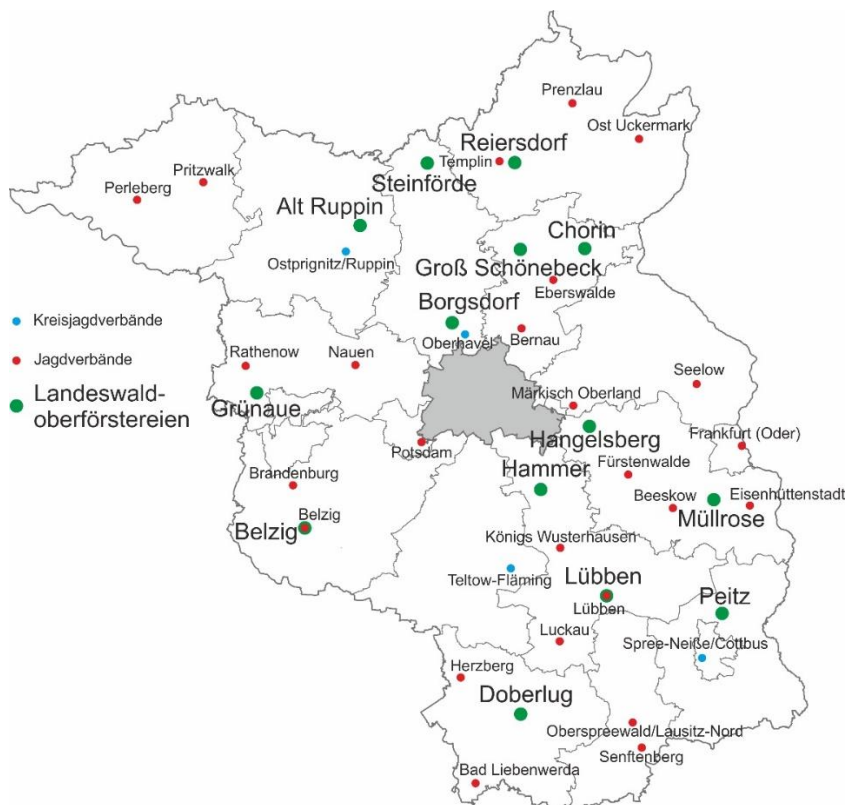 Prenzlau
Ost Uckermark
Reiersdorf
Templin
Steinförde
Pritzwalk
Perleberg
Alt Ruppin
Ostprignitz/Ruppin
Chorin
Groß Schönebeck
Eberswalde
Borgsdorf
Oberhavel
Bernau
Kreisjagdverbände
Jagdverbände
Landeswald-
oberförstereien
Rathenow
Nauen
Grünaue
Seelow
Märkisch Oberland
Hangelsberg
Frankfurt (Oder)
Potsdam
Hammer
Fürstenwalde
Brandenburg
Beeskow
Eisenhüttenstadt
Müllrose
Belzig
Belzig
Königs Wusterhausen
Teltow-Fläming
Lübben
Lübben
Peitz
Luckau
Spree-Neiße/Cottbus
Herzberg
Doberlug
Oberspreewald/Lausitz-Nord
Senftenberg
Bad Liebenwerda